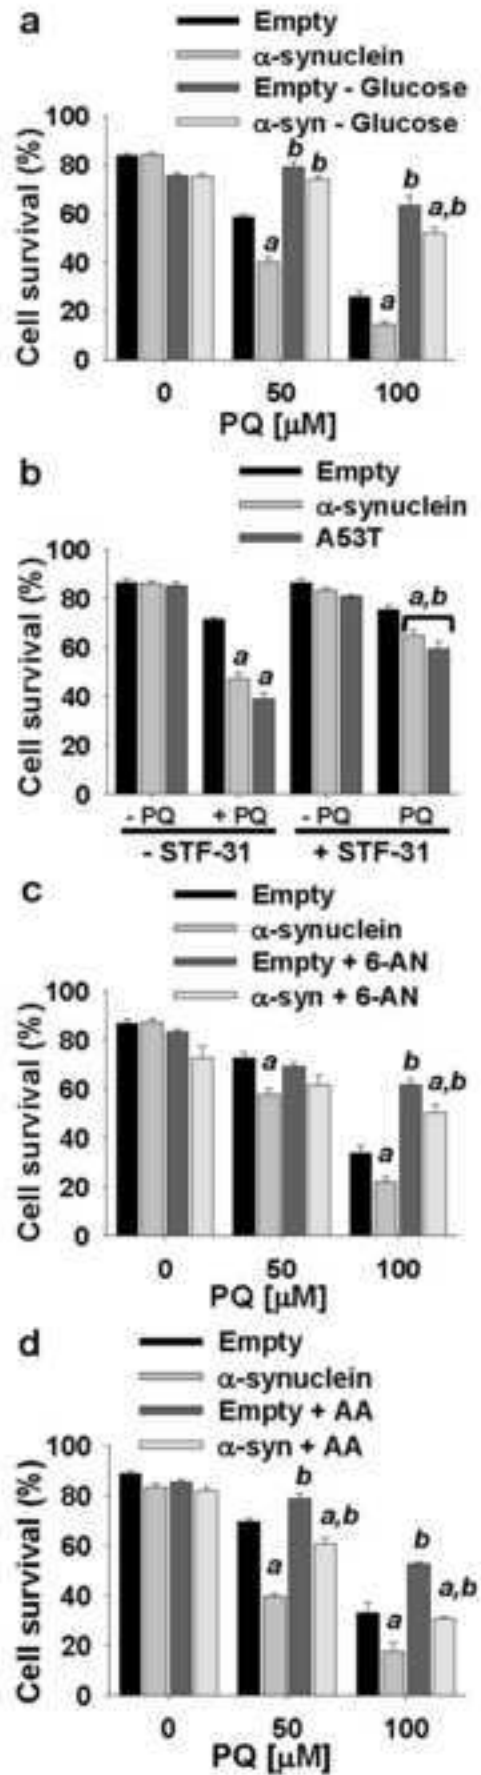 a
Empty
α-synuclein
Empty - Glucose
α-syn - Glucose
Cell survival (%)
100
80
60
40
20
0
b
b
a
b
a,b
a
0 50 100
PQ [μM]
b
Empty
α-synuclein
A53T
Cell survival (%)
100
80
60
40
20
0
a,b
a a
- PQ + PQ - PQ PQ
- STF-31 + STF-31
c
Empty
α-synuclein
Empty + 6-AN
α-syn + 6-AN
Cell survival (%)
100
80
60
40
20
0
a
b
a,b
a
0 50 100
PQ [μM]
d
Empty
α-synuclein
Empty + AA
α-syn + AA
Cell survival (%)
100
80
60
40
20
0
b
a,b
a
b
a,b
a
0 50 100
PQ [μM]